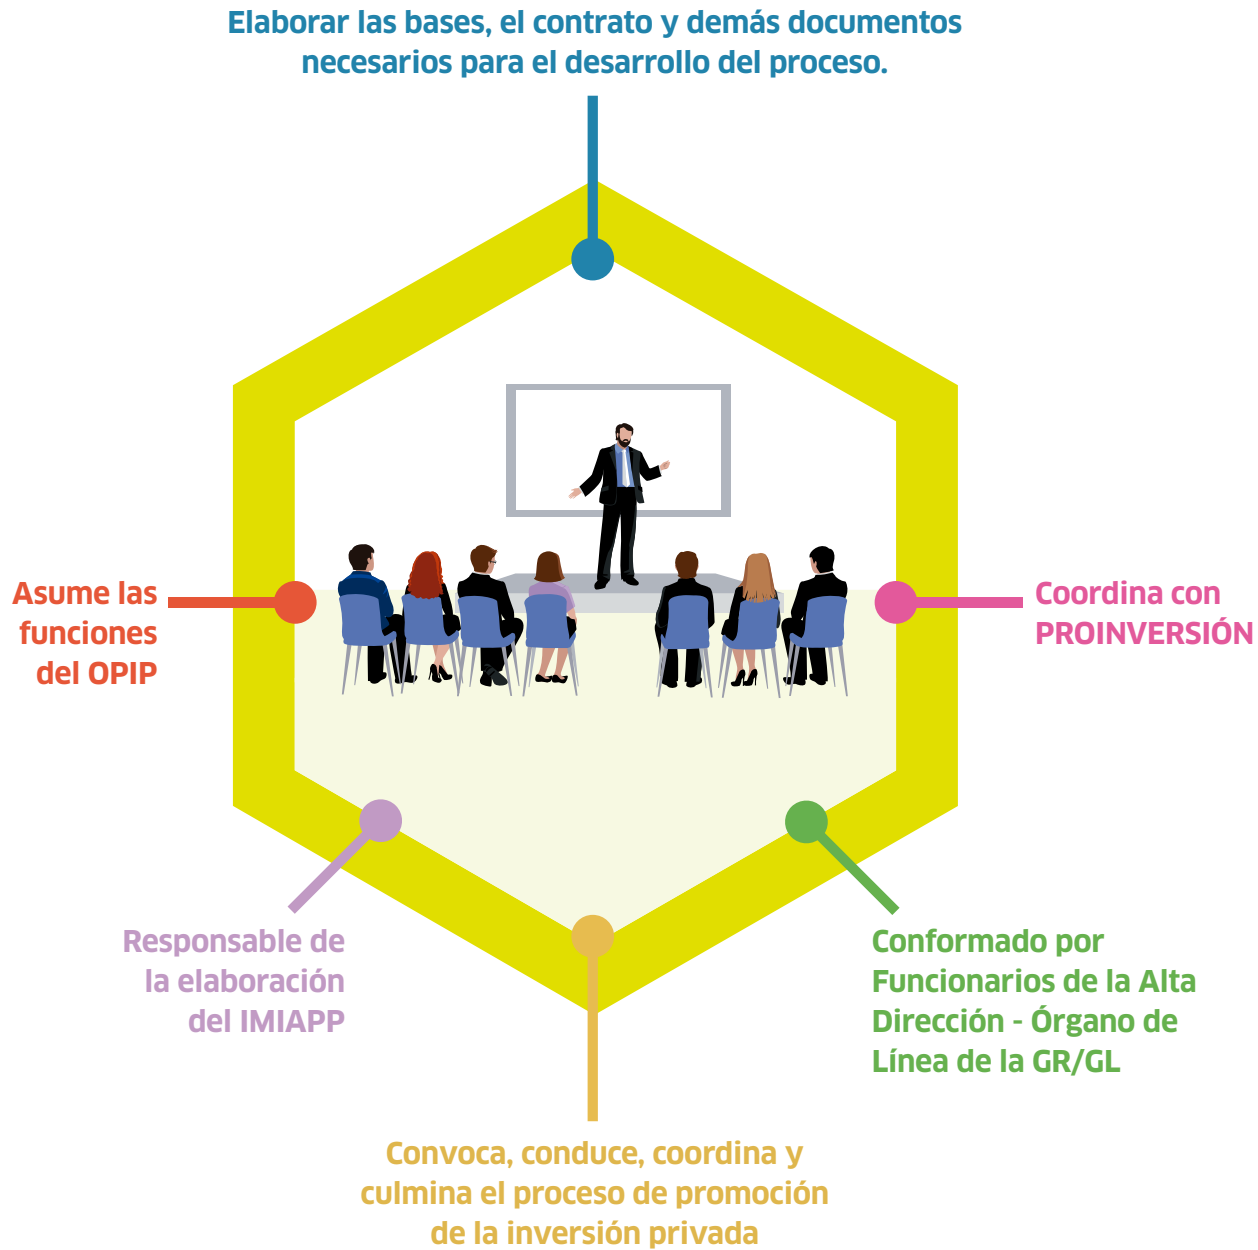 Elaborar las bases, el contrato y demás documentos
necesarios para el desarrollo del proceso.
Asume las
funciones
del OPIP
Coordina con
PROINVERSIÓN
Responsable de
la elaboración
del IMIAPP
Conformado por
Funcionarios de la Alta
Dirección - Órgano de
Línea de la GR/GL
Convoca, conduce, coordina y
culmina el proceso de promoción
de la inversión privada